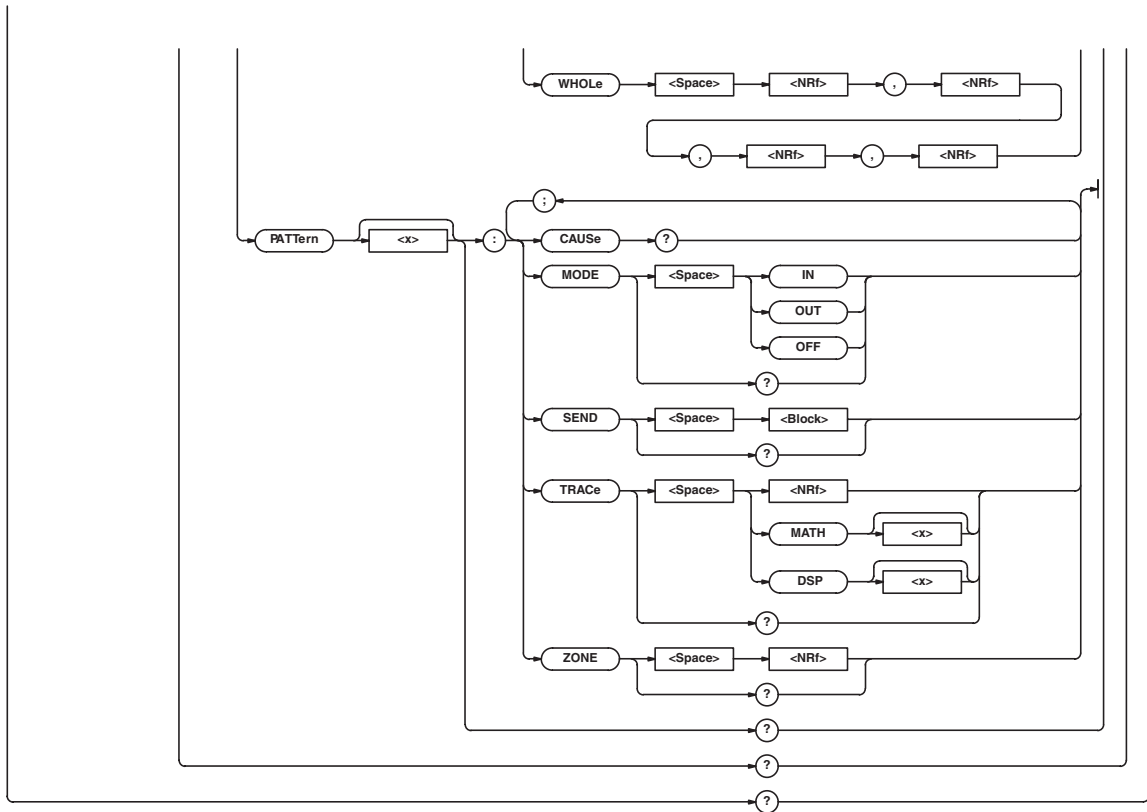 WHOLe <Space> <NRf> , <NRf>
, <NRf> , <NRf>
;
PATTern <x> : CAUSe ?
MODE <Space> IN
OUT
OFF
?
SEND <Space> <Block>
?
TRACe <Space> <NRf>
MATH <x>
DSP <x>
?
ZONE <Space> <NRf>
?
?
?
?